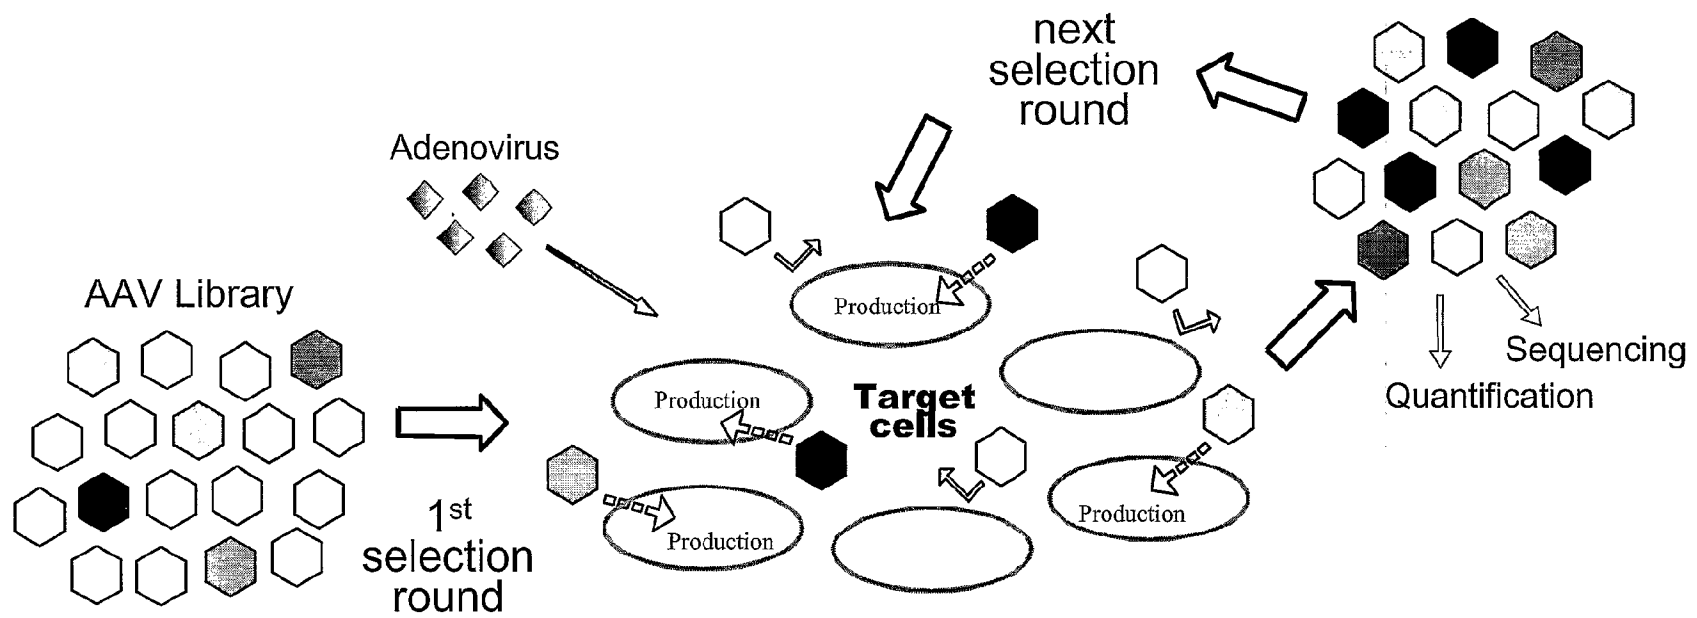 next
selection
round
Adenovirus
AAV Library
Production
Production
Target
cells
Sequencing
Quantification
1st
selection
round
Production
Production